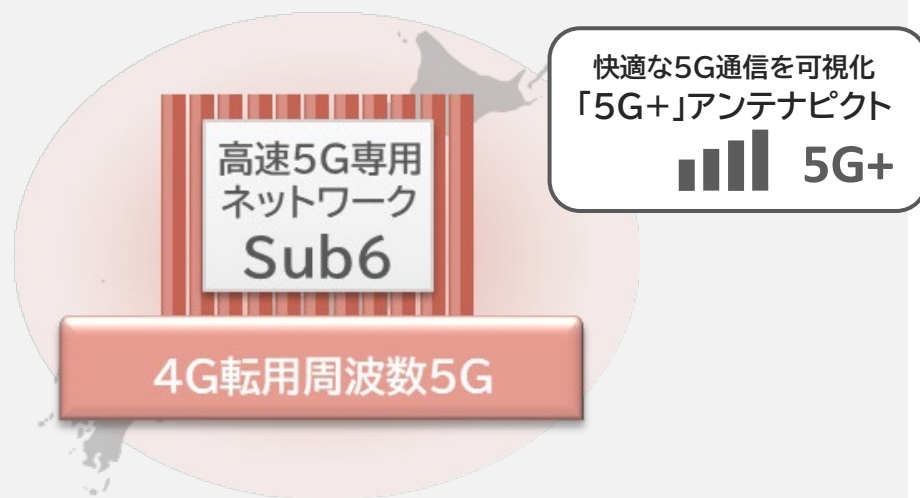 快適な5G通信を可視化
「5G+」アンテナピクト
5G+
高速5G専用
ネットワーク
Sub6
4G転用周波数5G